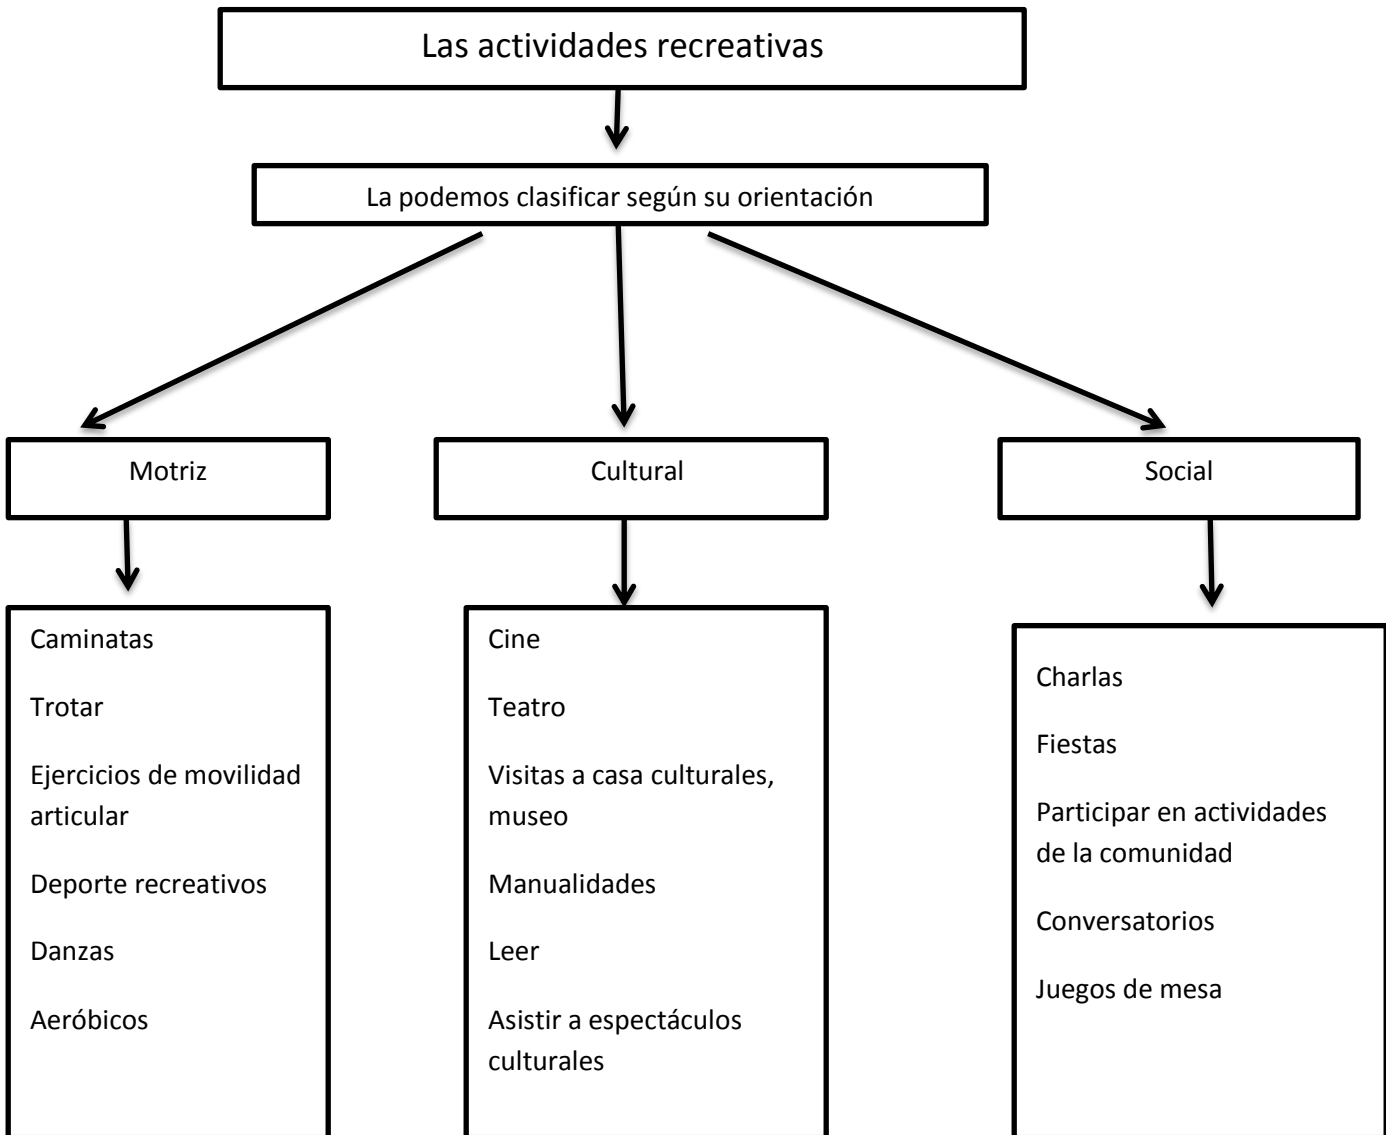 Las actividades recreativas
La podemos clasificar según su orientación
Motriz
Cultural
Social
Caminatas
Trotar
Ejercicios de movilidad
articular
Deporte recreativos
Danzas
Aeróbicos
Cine
Teatro
Visitas a casa culturales,
museo
Manualidades
Leer
Asistir a espectáculos
culturales
Charlas
Fiestas
Participar en actividades
de la comunidad
Conversatorios
Juegos de mesa